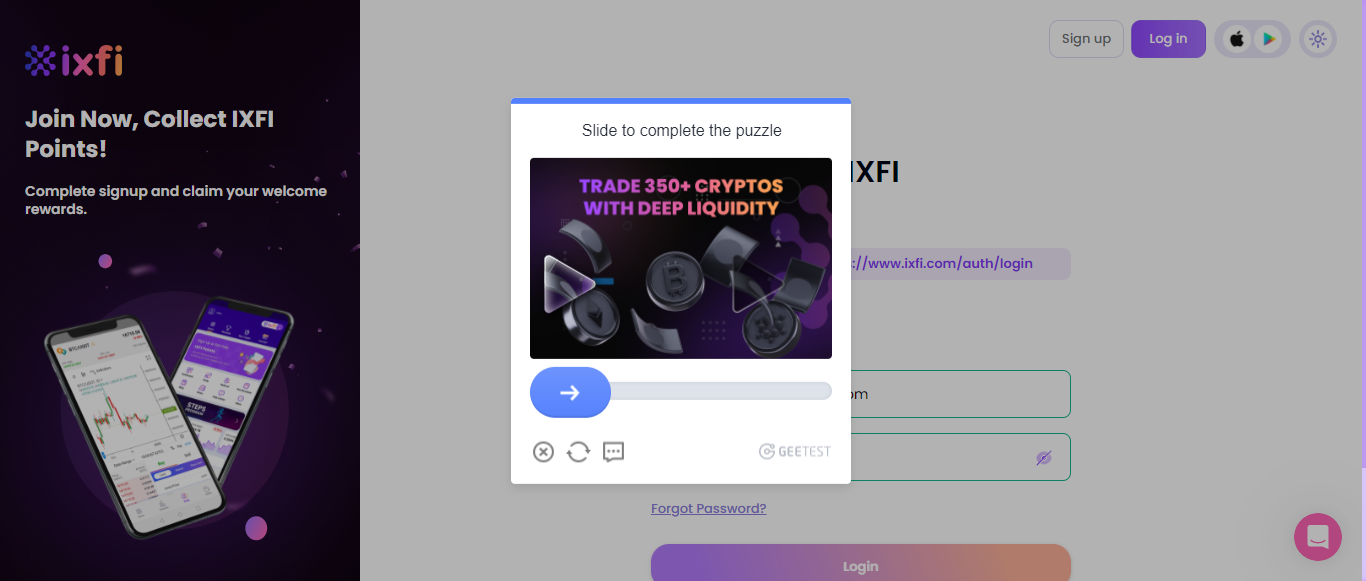 ixfi
Join Now, Collect IXFI
Points!
Complete signup and claim your welcome
rewards.
Sign up
Log in
Slide to complete the puzzle
TRADE 350+ CRYPTOS
WITH DEEP LIQUIDITY
GEETEST
IXFI
://www.ixfi.com/auth/login
om
Forgot Password?
Login